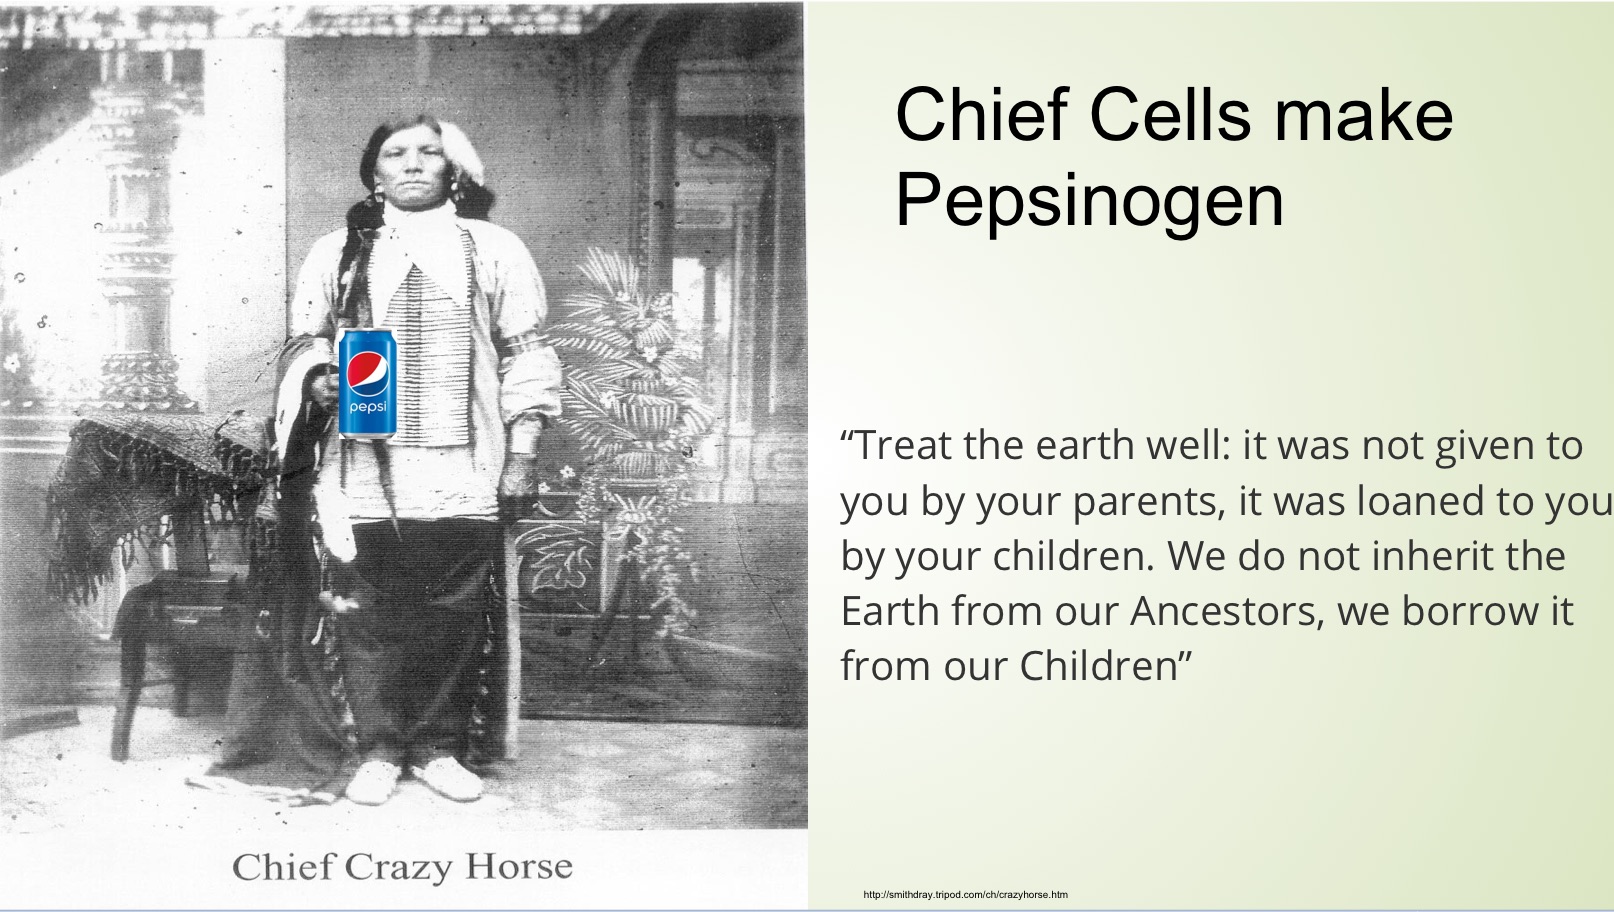 Chief Cells make
Pepsinogen
pepsi
“Treat the earth well: it was not given to
you by your parents, it was loaned to you
by your children. We do not inherit the
Earth from our Ancestors, we borrow it
from our Children”
Chief Crazy Horse
http://smithdray.tripod.com/ch/crazyhorse.htm